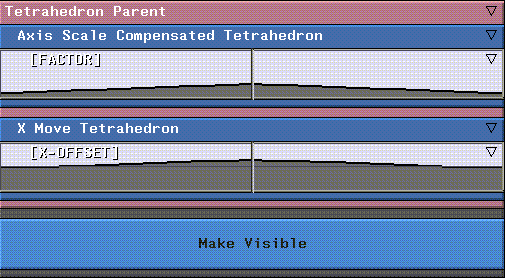 Tetrahedron Parent
Axis Scale Compensated Tetrahedron
[FACTOR]
X Move Tetrahedron
[X-OFFSET]
Make Visible